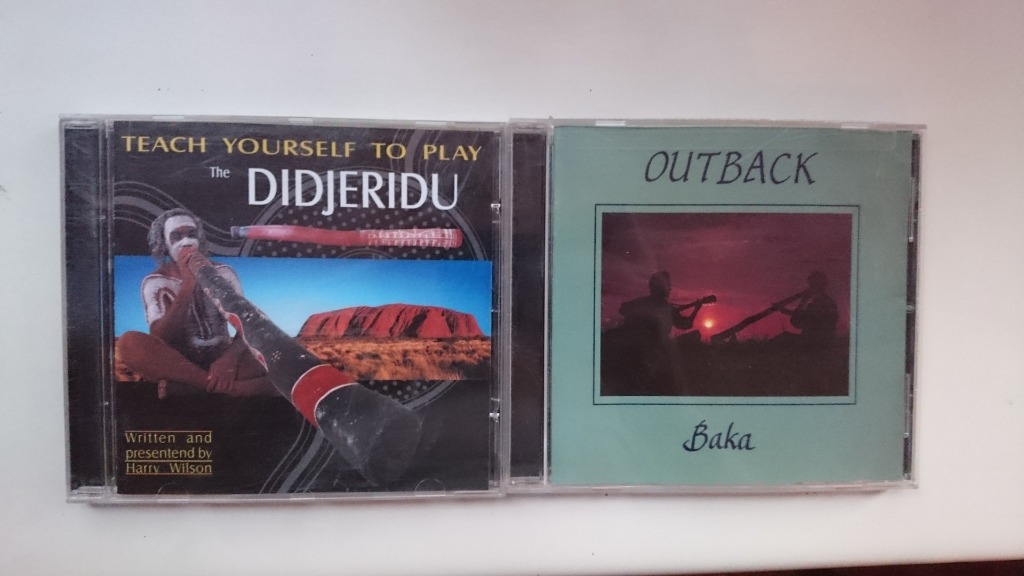 TEACH YOURSELF TO PLAY
The DIDJERIDU
Written and
presentend by
Harry Wilson
OUTBACK
Baka